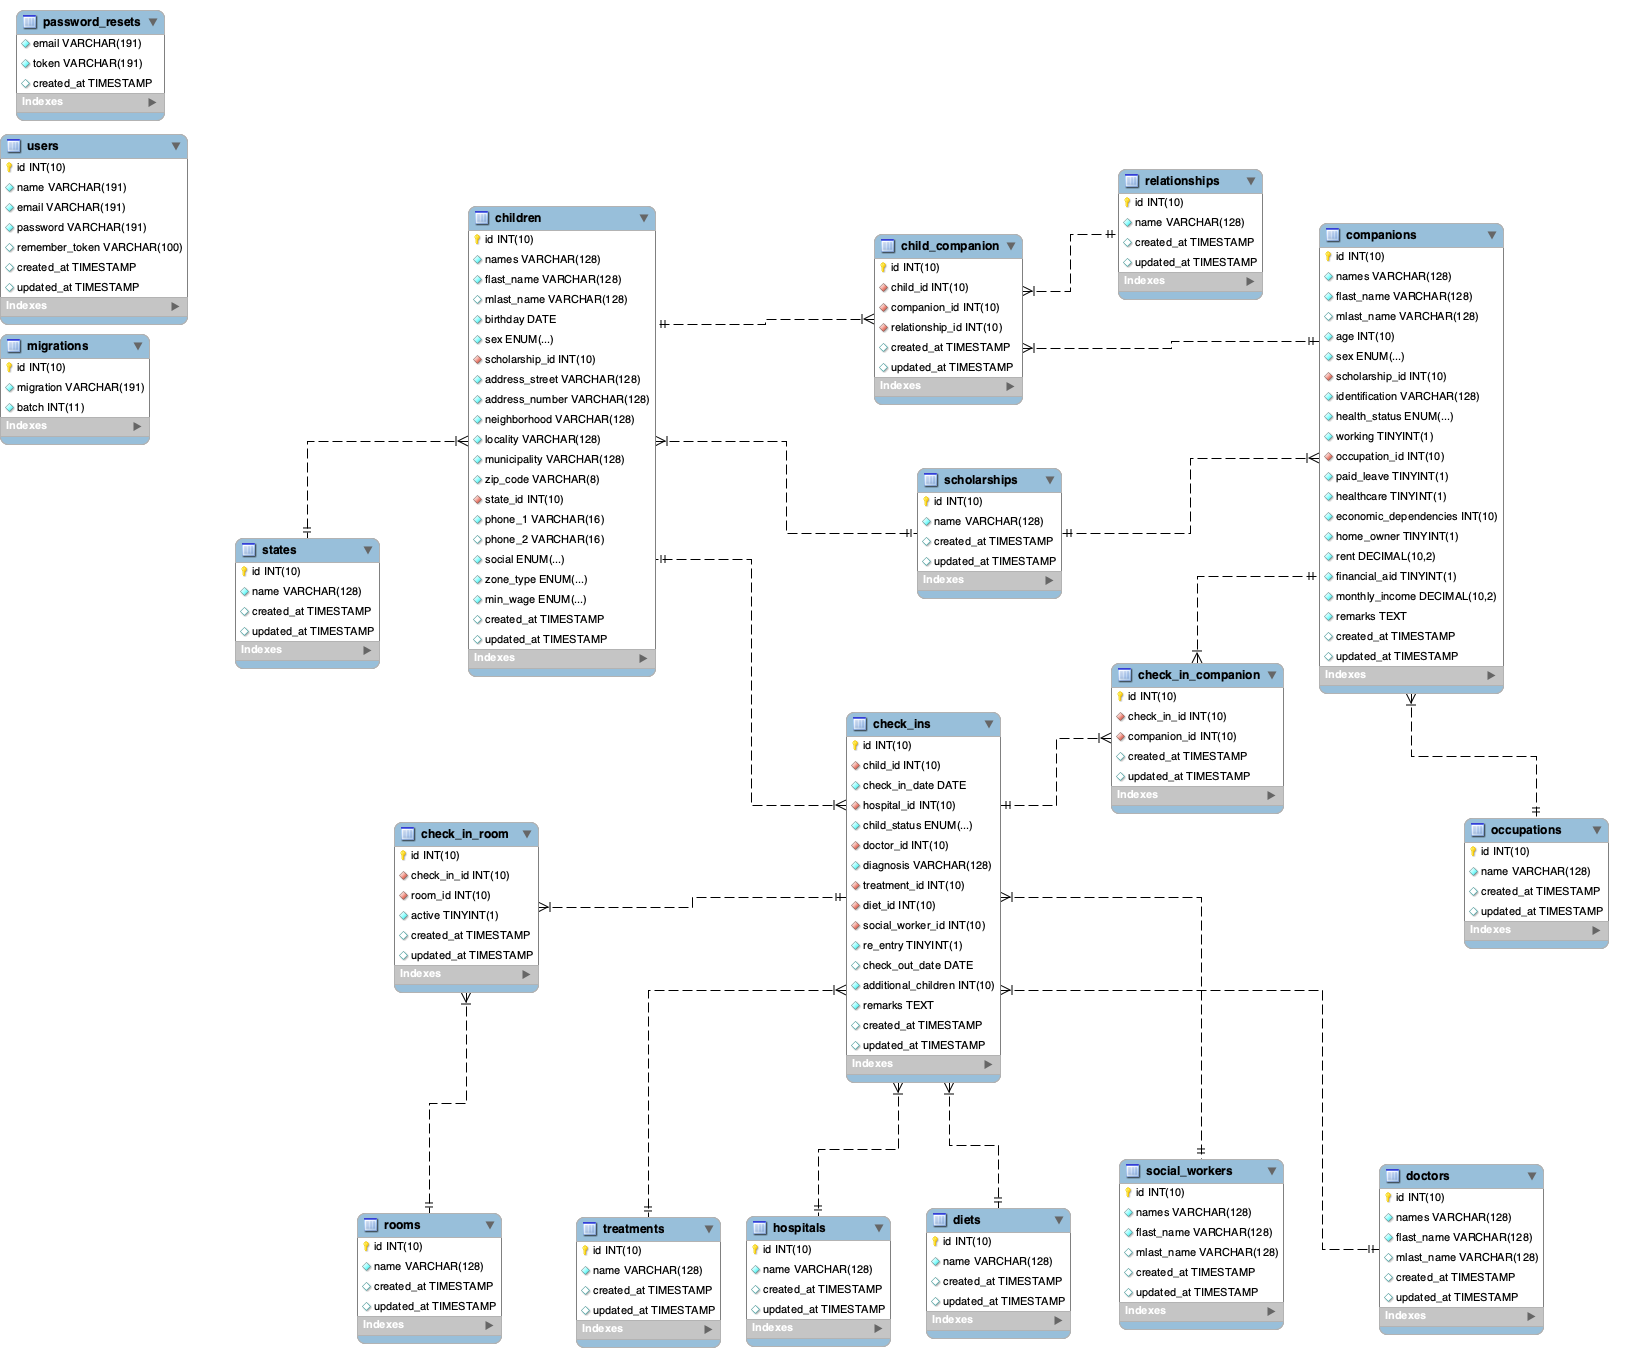 password_resets
email VARCHAR(191)
token VARCHAR(191)
created_at TIMESTAMP
Indexes
users
id INT(10)
name VARCHAR(191)
email VARCHAR(191)
password VARCHAR(191)
remember_token VARCHAR(100)
created_at TIMESTAMP
updated_at TIMESTAMP
Indexes
migrations
id INT(10)
migration VARCHAR(191)
batch INT(11)
Indexes
children
id INT(10)
names VARCHAR(128)
flast_name VARCHAR(128)
mlast_name VARCHAR(128)
birthday DATE
sex ENUM(...)
scholarship_id INT(10)
address_street VARCHAR(128)
address_number VARCHAR(128)
neighborhood VARCHAR(128)
locality VARCHAR(128)
municipality VARCHAR(128)
zip_code VARCHAR(8)
state_id INT(10)
phone_1 VARCHAR(16)
phone_2 VARCHAR(16)
social ENUM(...)
zone_type ENUM(...)
min_wage ENUM(...)
created_at TIMESTAMP
updated_at TIMESTAMP
Indexes
states
id INT(10)
name VARCHAR(128)
created_at TIMESTAMP
updated_at TIMESTAMP
Indexes
child_companion
id INT(10)
child_id INT(10)
companion_id INT(10)
relationship_id INT(10)
created_at TIMESTAMP
updated_at TIMESTAMP
Indexes
relationships
id INT(10)
name VARCHAR(128)
created_at TIMESTAMP
updated_at TIMESTAMP
Indexes
companions
id INT(10)
names VARCHAR(128)
flast_name VARCHAR(128)
mlast_name VARCHAR(128)
age INT(10)
sex ENUM(...)
scholarship_id INT(10)
identification VARCHAR(128)
health_status ENUM(...)
working TINYINT(1)
occupation_id INT(10)
paid_leave TINYINT(1)
healthcare TINYINT(1)
economic_dependencies INT(10)
home_owner TINYINT(1)
rent DECIMAL(10,2)
financial_aid TINYINT(1)
monthly_income DECIMAL(10,2)
remarks TEXT
created_at TIMESTAMP
updated_at TIMESTAMP
Indexes
scholarships
id INT(10)
name VARCHAR(128)
created_at TIMESTAMP
updated_at TIMESTAMP
Indexes
check_in_companion
id INT(10)
check_in_id INT(10)
companion_id INT(10)
created_at TIMESTAMP
updated_at TIMESTAMP
Indexes
check_ins
id INT(10)
child_id INT(10)
check_in_date DATE
hospital_id INT(10)
child_status ENUM(...)
doctor_id INT(10)
diagnosis VARCHAR(128)
treatment_id INT(10)
diet_id INT(10)
social_worker_id INT(10)
re_entry TINYINT(1)
check_out_date DATE
additional_children INT(10)
remarks TEXT
created_at TIMESTAMP
updated_at TIMESTAMP
Indexes
check_in_room
id INT(10)
check_in_id INT(10)
room_id INT(10)
active TINYINT(1)
created_at TIMESTAMP
updated_at TIMESTAMP
Indexes
occupations
id INT(10)
name VARCHAR(128)
created_at TIMESTAMP
updated_at TIMESTAMP
Indexes
rooms
id INT(10)
name VARCHAR(128)
created_at TIMESTAMP
updated_at TIMESTAMP
Indexes
treatments
id INT(10)
name VARCHAR(128)
created_at TIMESTAMP
updated_at TIMESTAMP
Indexes
hospitals
id INT(10)
name VARCHAR(128)
created_at TIMESTAMP
updated_at TIMESTAMP
Indexes
diets
id INT(10)
name VARCHAR(128)
created_at TIMESTAMP
updated_at TIMESTAMP
Indexes
social_workers
id INT(10)
names VARCHAR(128)
flast_name VARCHAR(128)
mlast_name VARCHAR(128)
created_at TIMESTAMP
updated_at TIMESTAMP
Indexes
doctors
id INT(10)
names VARCHAR(128)
flast_name VARCHAR(128)
mlast_name VARCHAR(128)
created_at TIMESTAMP
updated_at TIMESTAMP
Indexes